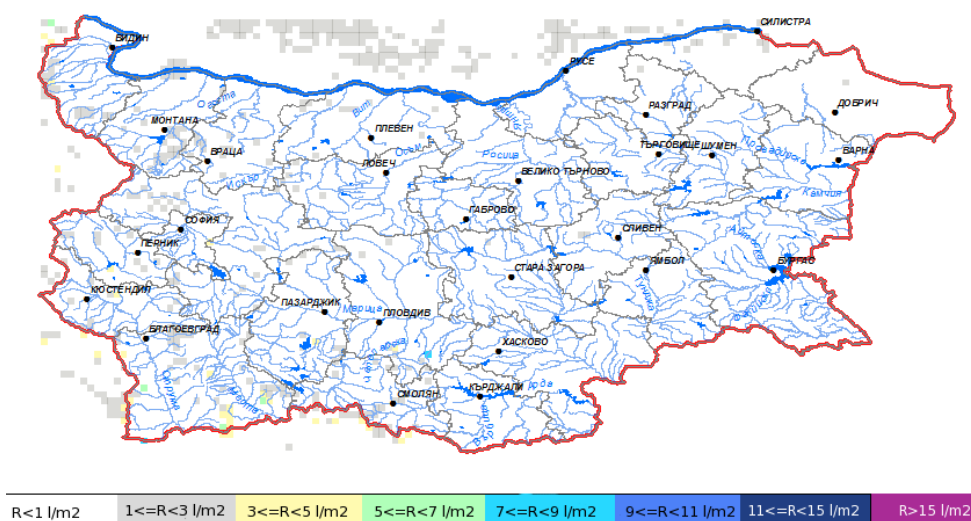 СИЛИСТРА
ВИДИН
РУСЕ
Огоста
Вит
РАЗГРАД
ДОБРИЧ
МОНТАНА
ПЛЕВЕН
ВРАЦА
Осъм
Росица
ТЪРГОВИЩЕ
ШУМЕН
Провадийска
ВАРНА
ЛОВЕЧ
Искър
ВЕЛИКО ТЪРНОВО
Камчия
СОФИЯ
ГАБРОВО
СЛИВЕН
ПЕРНИК
СТАРА ЗАГОРА
ЯМБОЛ
БУРГАС
КЮСТЕНДИЛ
ПАЗАРДЖИК
Марица
ПЛОВДИВ
Тунджа
БЛАГОЕВГРАД
ХАСКОВО
Струма
Места
КЪРДЖАЛИ
Арда
СМОЛЯН
R<1 l/m2
1<=R<3 l/m2
3<=R<5 l/m2
5<=R<7 l/m2
7<=R<9 l/m2
9<=R<11 l/m2
11<=R<15 l/m2
R>15 l/m2